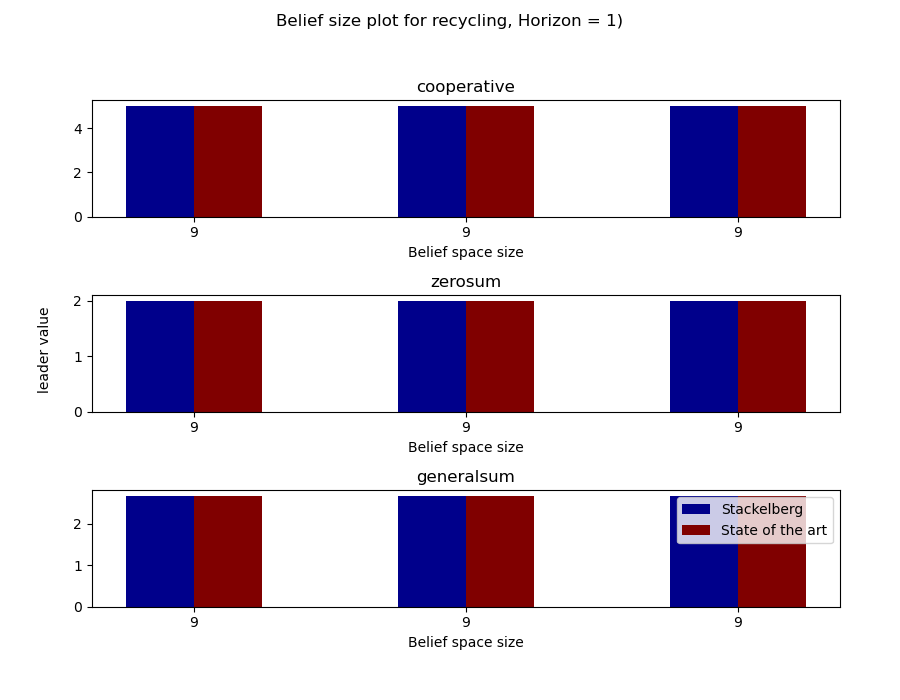 Belief size plot for recycling, Horizon = 1)
cooperative
4
2
0
9 9 9
Belief space size
zerosum
leader value
2
1
0
9 9 9
Belief space size
generalsum
2
1
0
Stackelberg
State of the art
9 9 9
Belief space size